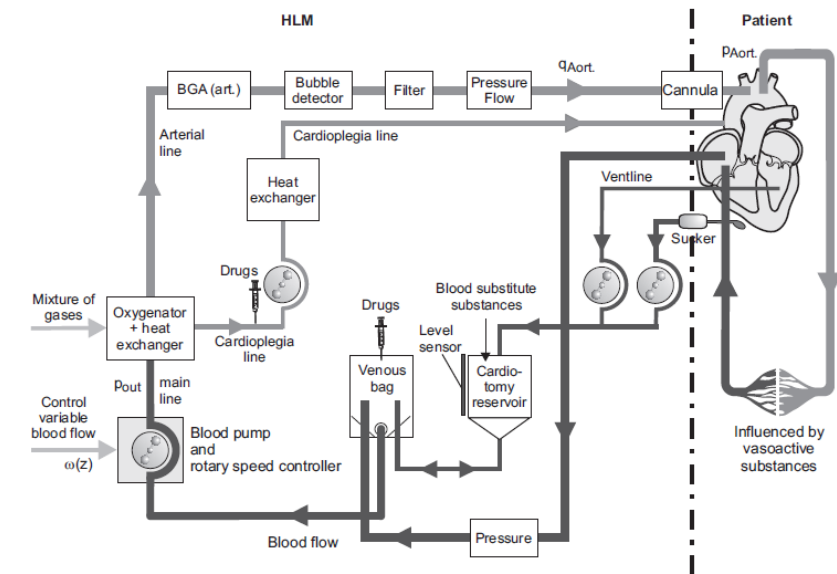 HLM
Patient
pAort.
qAort.
BGA (art.)
Bubble
detector
Filter
Pressure
Flow
Cannula
Arterial
line
Cardioplegia line
Heat
exchanger
Ventline
Sucker
Drugs
Mixture of
gases
Oxygenator
+ heat
exchanger
Cardioplegia
line
Drugs
Blood substitute
substances
Level
sensor
Venous
bag
Cardio-
tomy
reservoir
pout
main
line
Control
variable
blood flow
ω(z)
Blood pump
and
rotary speed controller
Influenced by
vasoactive
substances
Blood flow
Pressure